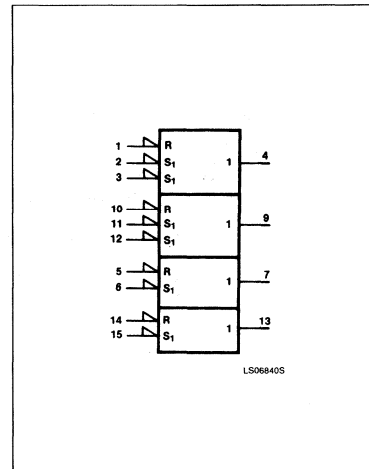 1 R
2 S1 1 4
3 S1
10 R
11 S1 1 9
12 S1
5 R
6 S1 1 7
14 R
15 S1 1 13
LS06840S